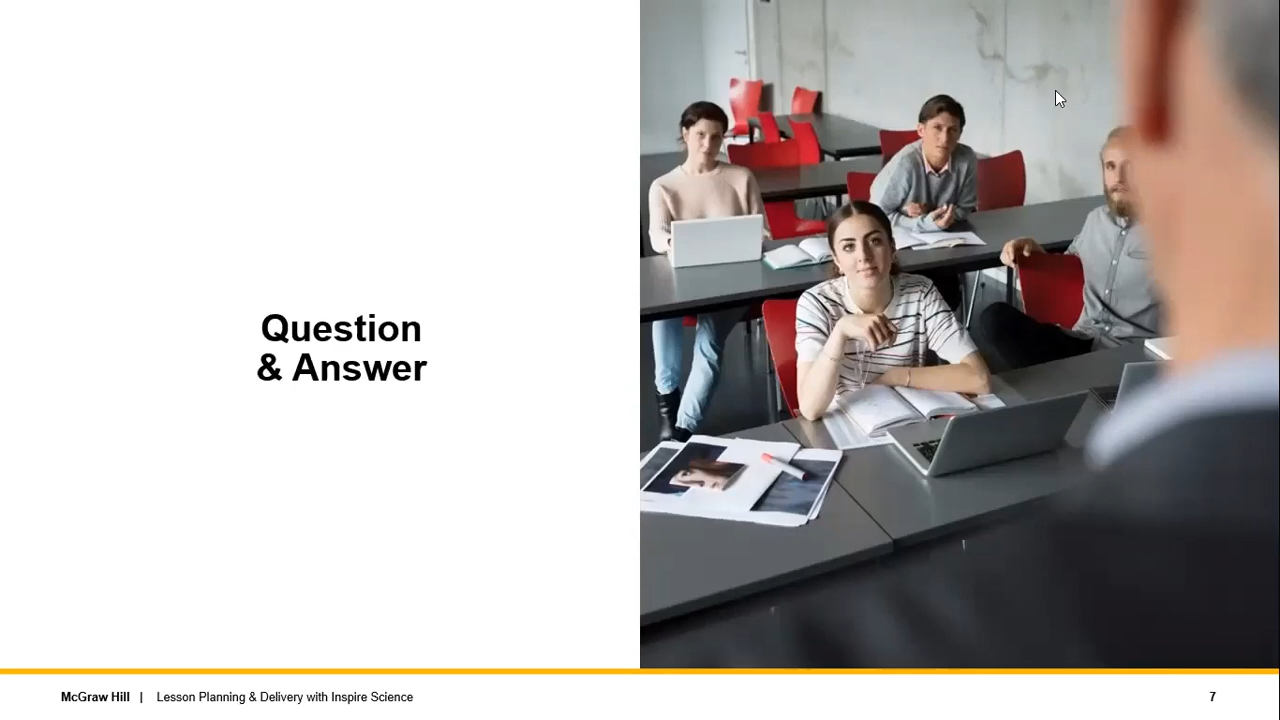 Question
& Answer
McGraw Hill | Lesson Planning & Delivery with Inspire Science 7